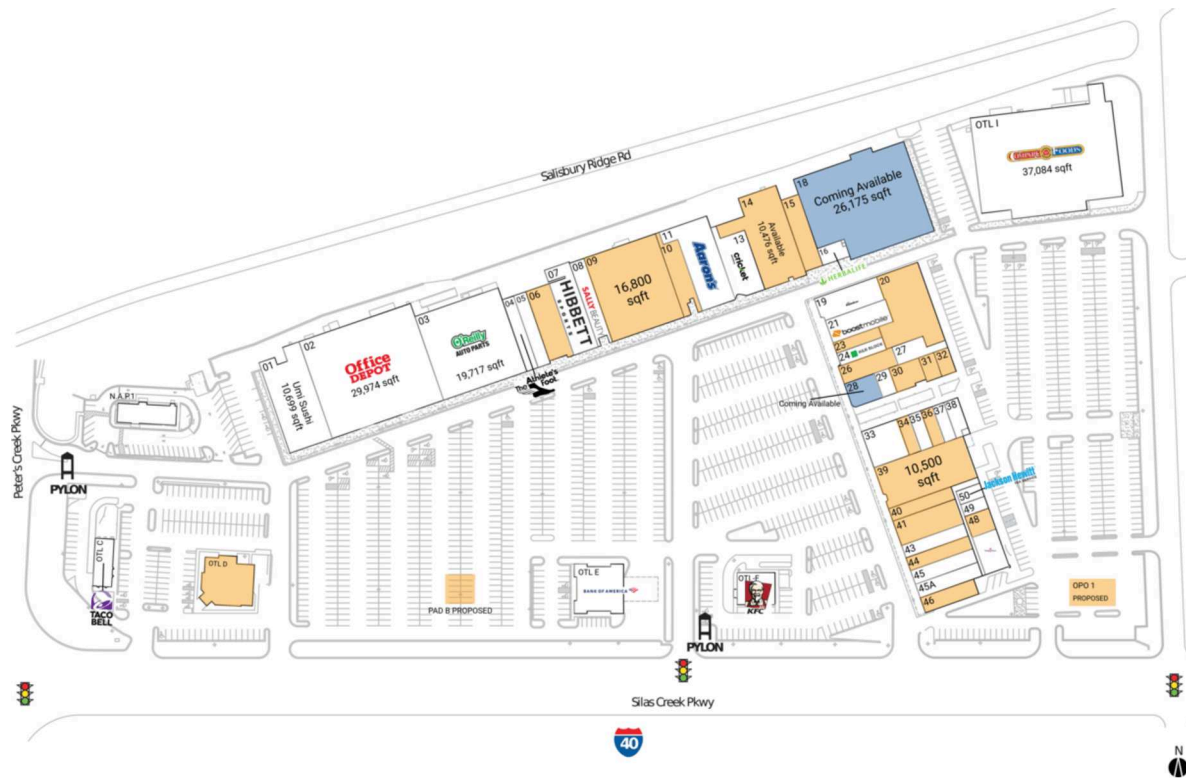 Salisbury Ridge Rd
OTL I
COMPARE FOODS
37,084 sqft
18
Coming Available
26,175 sqft
14
15
Available
10,476 sqft
16
HERBALIFE
11
10
Aaron's
13
cricket
09
16,800
sqft
07
08
HIBBETT
SPORTS
SALLY BEAUTY
04
05
06
03
O'Reilly
AUTO PARTS
19,717 sqft
The Athlete's
Foot
02
Office
DEPOT
29,974 sqft
01
Umi Sushi
10,699 sqft
19
20
21
boostmobile
23
24
H&R BLOCK
26
27
28
29
30
31
32
Coming Available
33
34
35
36
37
38
39
10,500
sqft
Jackson Hewitt
50
49
48
40
41
43
44
45
45A
46
N.A.P.1
Peter's Creek Pkwy
PYLON
OTL C
TACO
BELL
OTL D
PAD B PROPOSED
OTL E
BANK OF AMERICA
OTL F
KFC
PYLON
OPO 1
PROPOSED
Silas Creek Pkwy
40
N